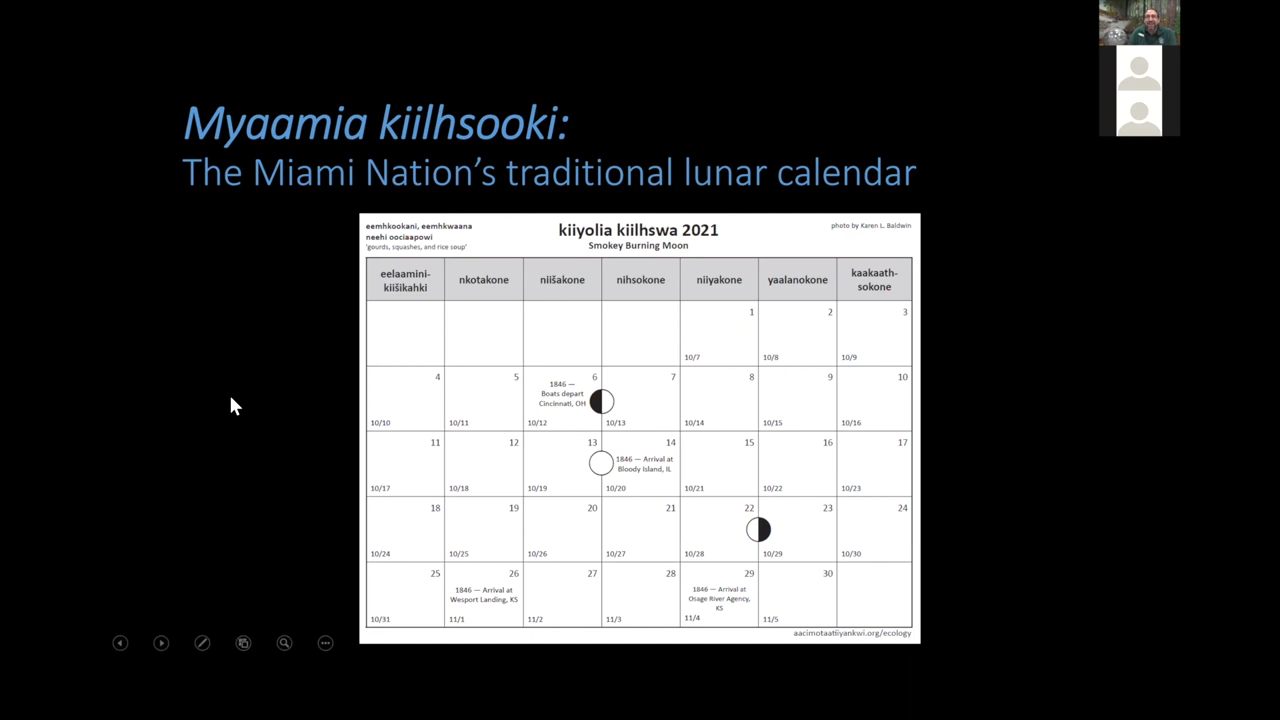 Myaamia kiilhsooki:
The Miami Nation's traditional lunar calendar
eemhkookani, eemhkwaana
neehi oociaapowi
'gourds, squashes, and rice soup'
kiiyolia kiilhswa 2021
Smokey Burning Moon
photo by Karen L. Baldwin
eelaamini-
kiišikahki
nkotakone
niišakone
nihsokone
niiyakone
yaalanokone
kaakaath-
sokone
1
2
3
10/7
10/8
10/9
4
5
6
7
8
9
10
1846 —
Boats depart
Cincinnati, OH
10/10
10/11
10/12
10/13
10/14
10/15
10/16
11
12
13
14
15
16
17
1846 — Arrival at
Bloody Island, IL
10/17
10/18
10/19
10/20
10/21
10/22
10/23
18
19
20
21
22
23
24
10/24
10/25
10/26
10/27
10/28
10/29
10/30
25
26
27
28
29
30
1846 — Arrival at
Wesport Landing, KS
1846 — Arrival at
Osage River Agency,
KS
10/31
11/1
11/2
11/3
11/4
11/5
aacimotaatiiyankwi.org/ecology